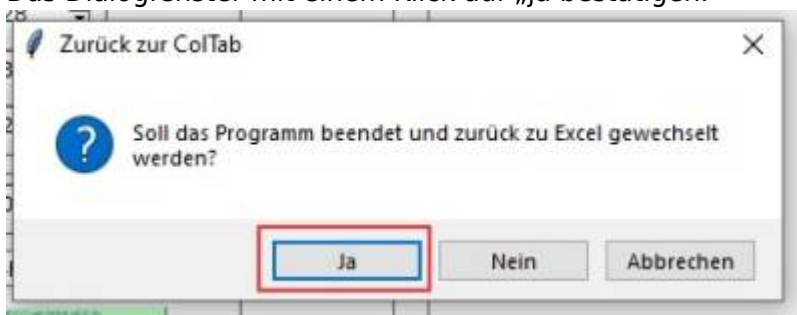 Das Dialogfenster mit einem Klick auf „Ja bestätigen.
28
Zurück zur ColTab
Soll das Programm beendet und zurück zu Excel gewechselt
werden?
Ja
Nein
Abbrechen